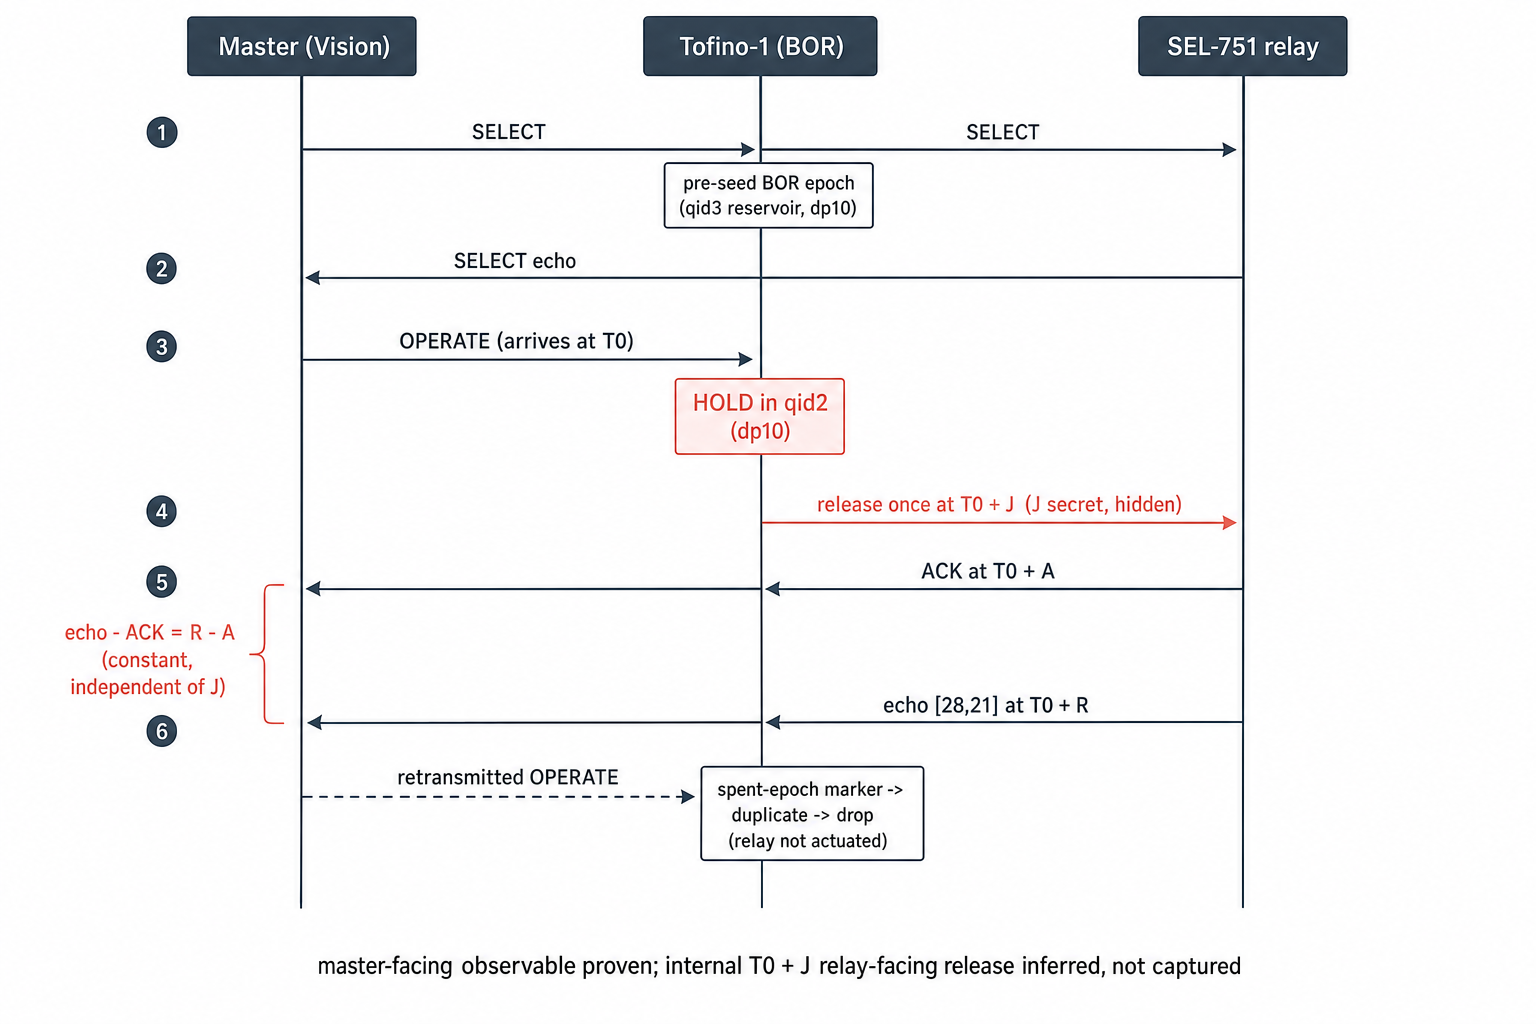 Master (Vision)
Tofino-1 (BOR)
SEL-751 relay
1
SELECT
SELECT
pre-seed BOR epoch
(qid3 reservoir, dp10)
2
SELECT echo
3
OPERATE (arrives at T0)
HOLD in qid2
(dp10)
4
release once at T0 + J (J secret, hidden)
5
ACK at T0 + A
echo - ACK = R - A
(constant,
independent of J)
6
echo [28,21] at T0 + R
retransmitted OPERATE
spent-epoch marker ->
duplicate -> drop
(relay not actuated)
master-facing observable proven; internal T0 + J relay-facing release inferred, not captured